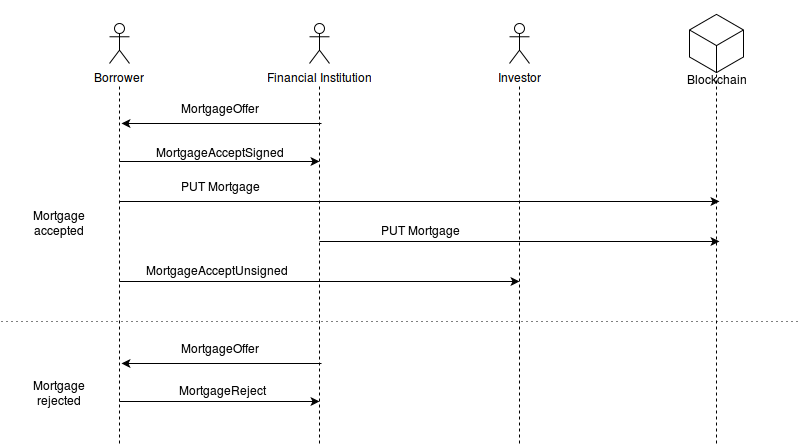 Borrower
Financial Institution
Investor
Blockchain
MortgageOffer
MortgageAcceptSigned
PUT Mortgage
Mortgage
accepted
PUT Mortgage
MortgageAcceptUnsigned
MortgageOffer
Mortgage
rejected
MortgageReject